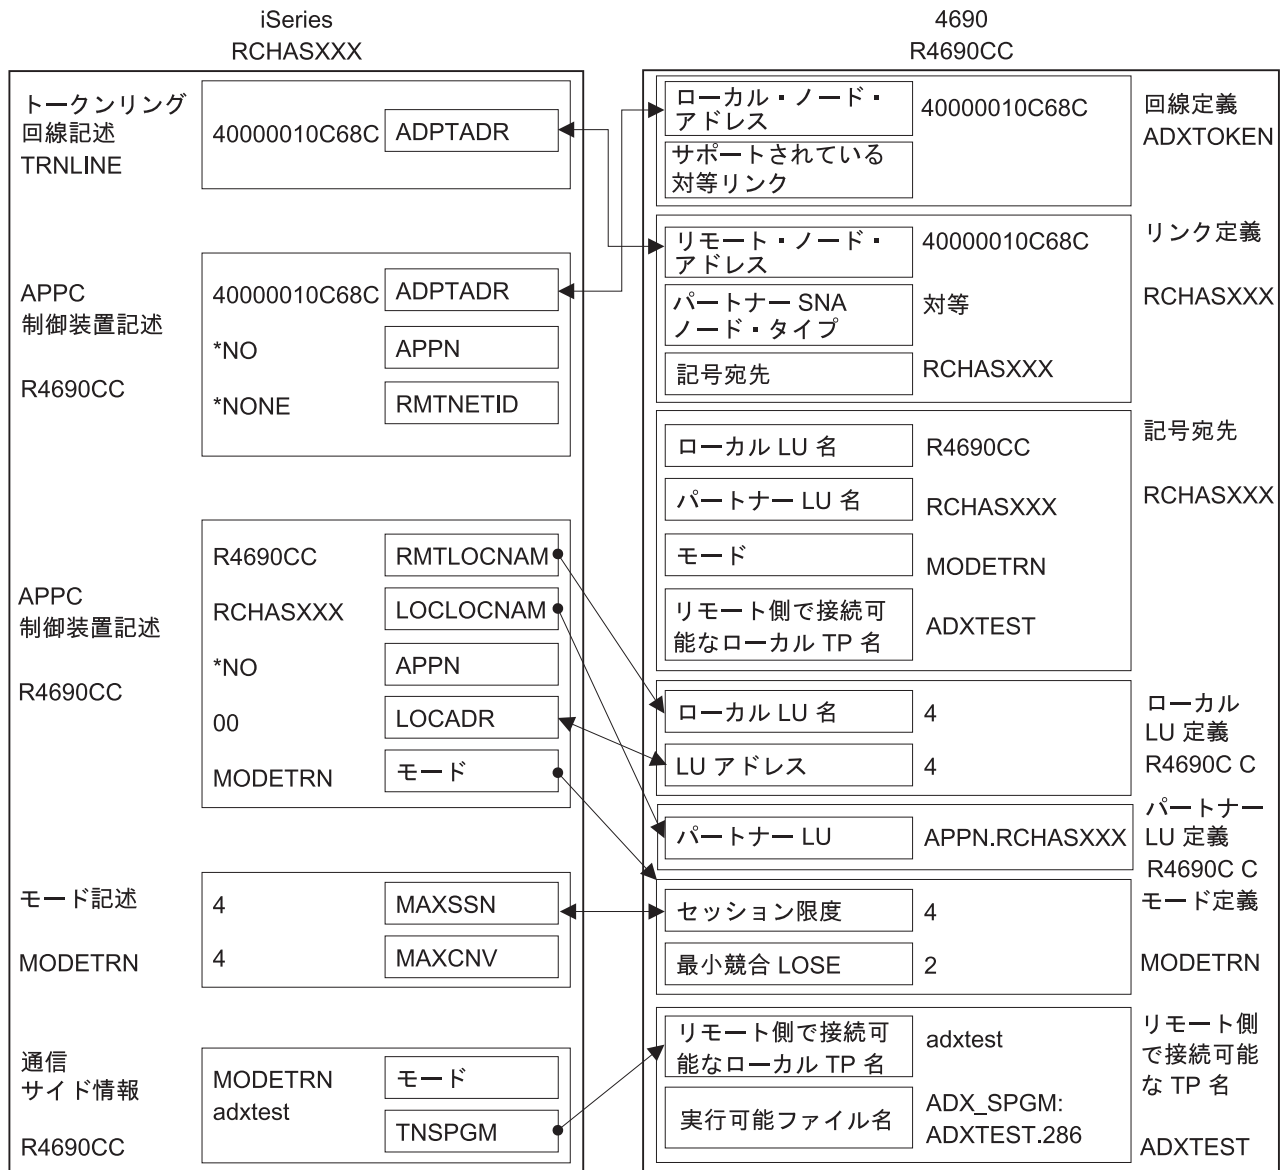 iSeries
RCHASXXX
トークンリング
回線記述
TRNLINE
40000010C68C
ADPTADR
APPC
制御装置記述
R4690CC
40000010C68C
ADPTADR
*NO
APPN
*NONE
RMTNETID
APPC
制御装置記述
R4690CC
R4690CC
RMTLOCNAM
RCHASXXX
LOCLOCNAM
*NO
APPN
00
LOCADR
MODETRN
モード
モード記述
MODETRN
4
MAXSSN
4
MAXCNV
通信
サイド情報
R4690CC
MODETRN
モード
adxtest
TNSPGM
4690
R4690CC
ローカル・ノード・
アドレス
40000010C68C
サポートされている
対等リンク
回線定義
ADXTOKEN
リモート・ノード・
アドレス
40000010C68C
パートナー SNA
ノード・タイプ
対等
記号宛先
RCHASXXX
リンク定義
RCHASXXX
ローカル LU 名
R4690CC
パートナー LU 名
RCHASXXX
モード
MODETRN
リモート側で接続可
能なローカル TP 名
ADXTEST
記号宛先
RCHASXXX
ローカル LU 名
4
LU アドレス
4
ローカル
LU 定義
R4690C C
パートナー LU
APPN.RCHASXXX
パートナー
LU 定義
R4690C C
セッション限度
4
最小競合 LOSE
2
モード定義
MODETRN
リモート側で接続可
能なローカル TP 名
adxtest
実行可能ファイル名
ADX_SPGM:
ADXTEST.286
リモート側
で接続可能
な TP 名
ADXTEST